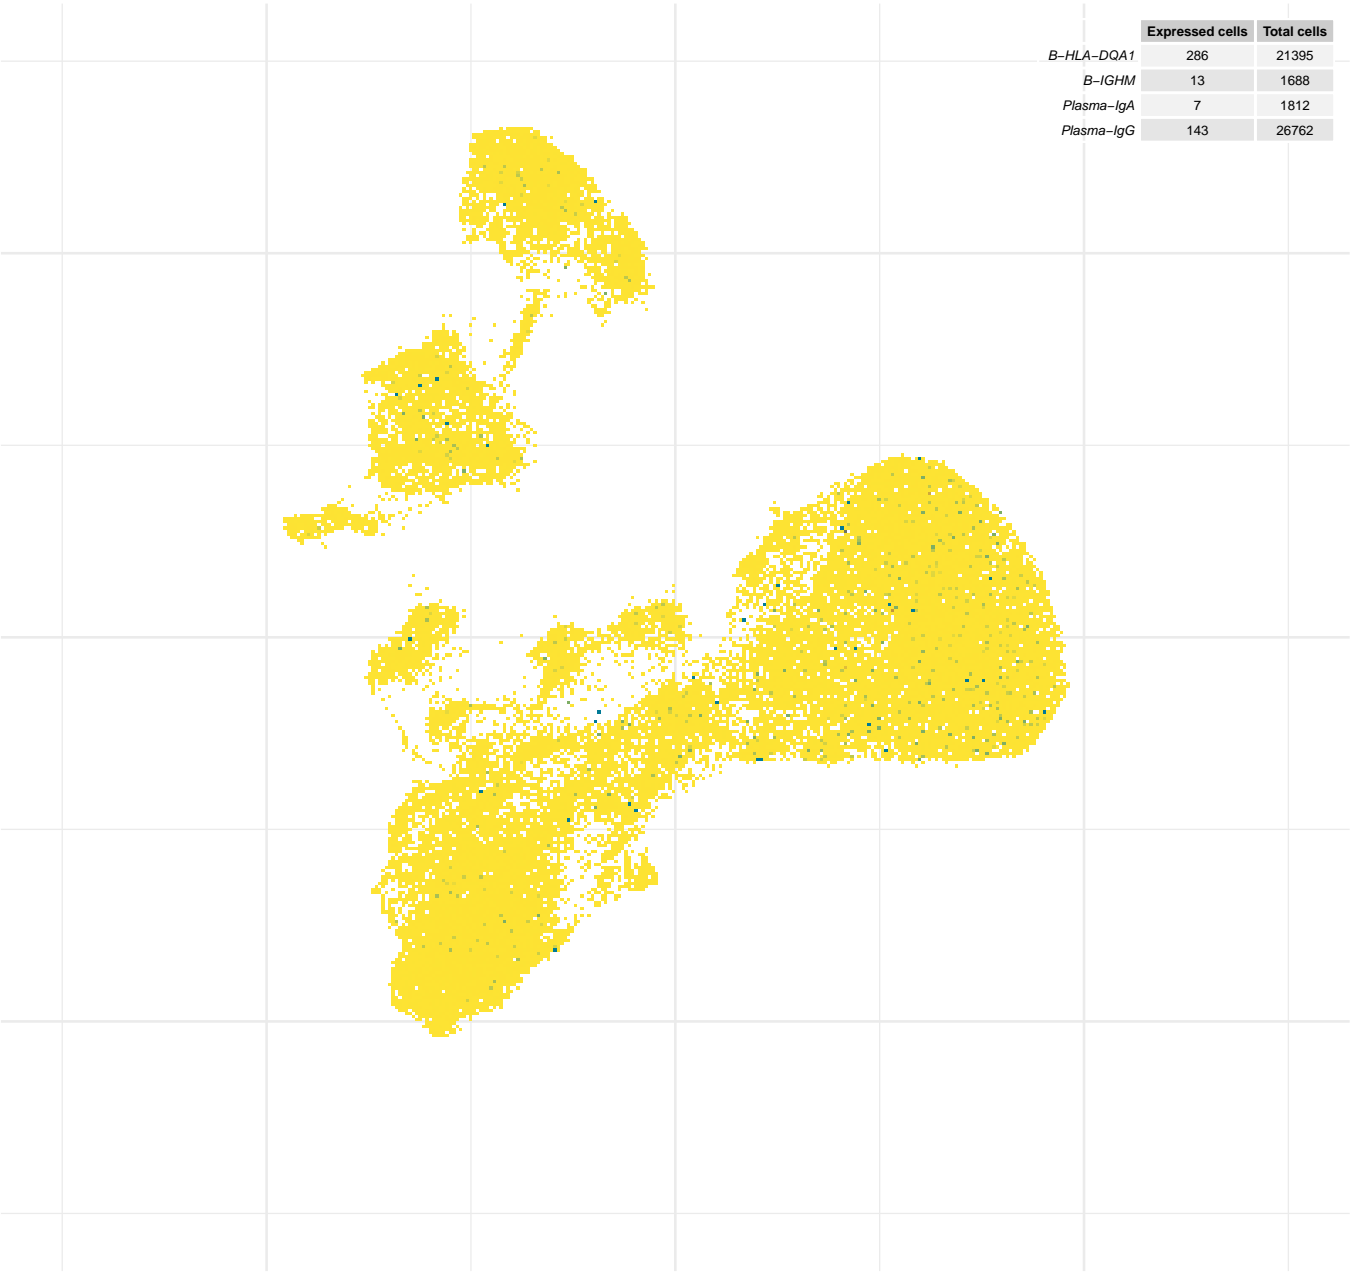 Expressed cells Total cells
B−HLA−DQA1 286 21395
B−IGHM 13 1688
Plasma−IgA 7 1812
Plasma−IgG 143 26762